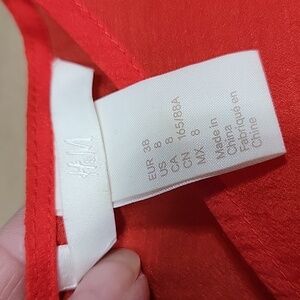 H&M
EUR 38
US 8
CA 8
CN 165/88A
MX 8
Made in
China
Fabriqué en
Chine